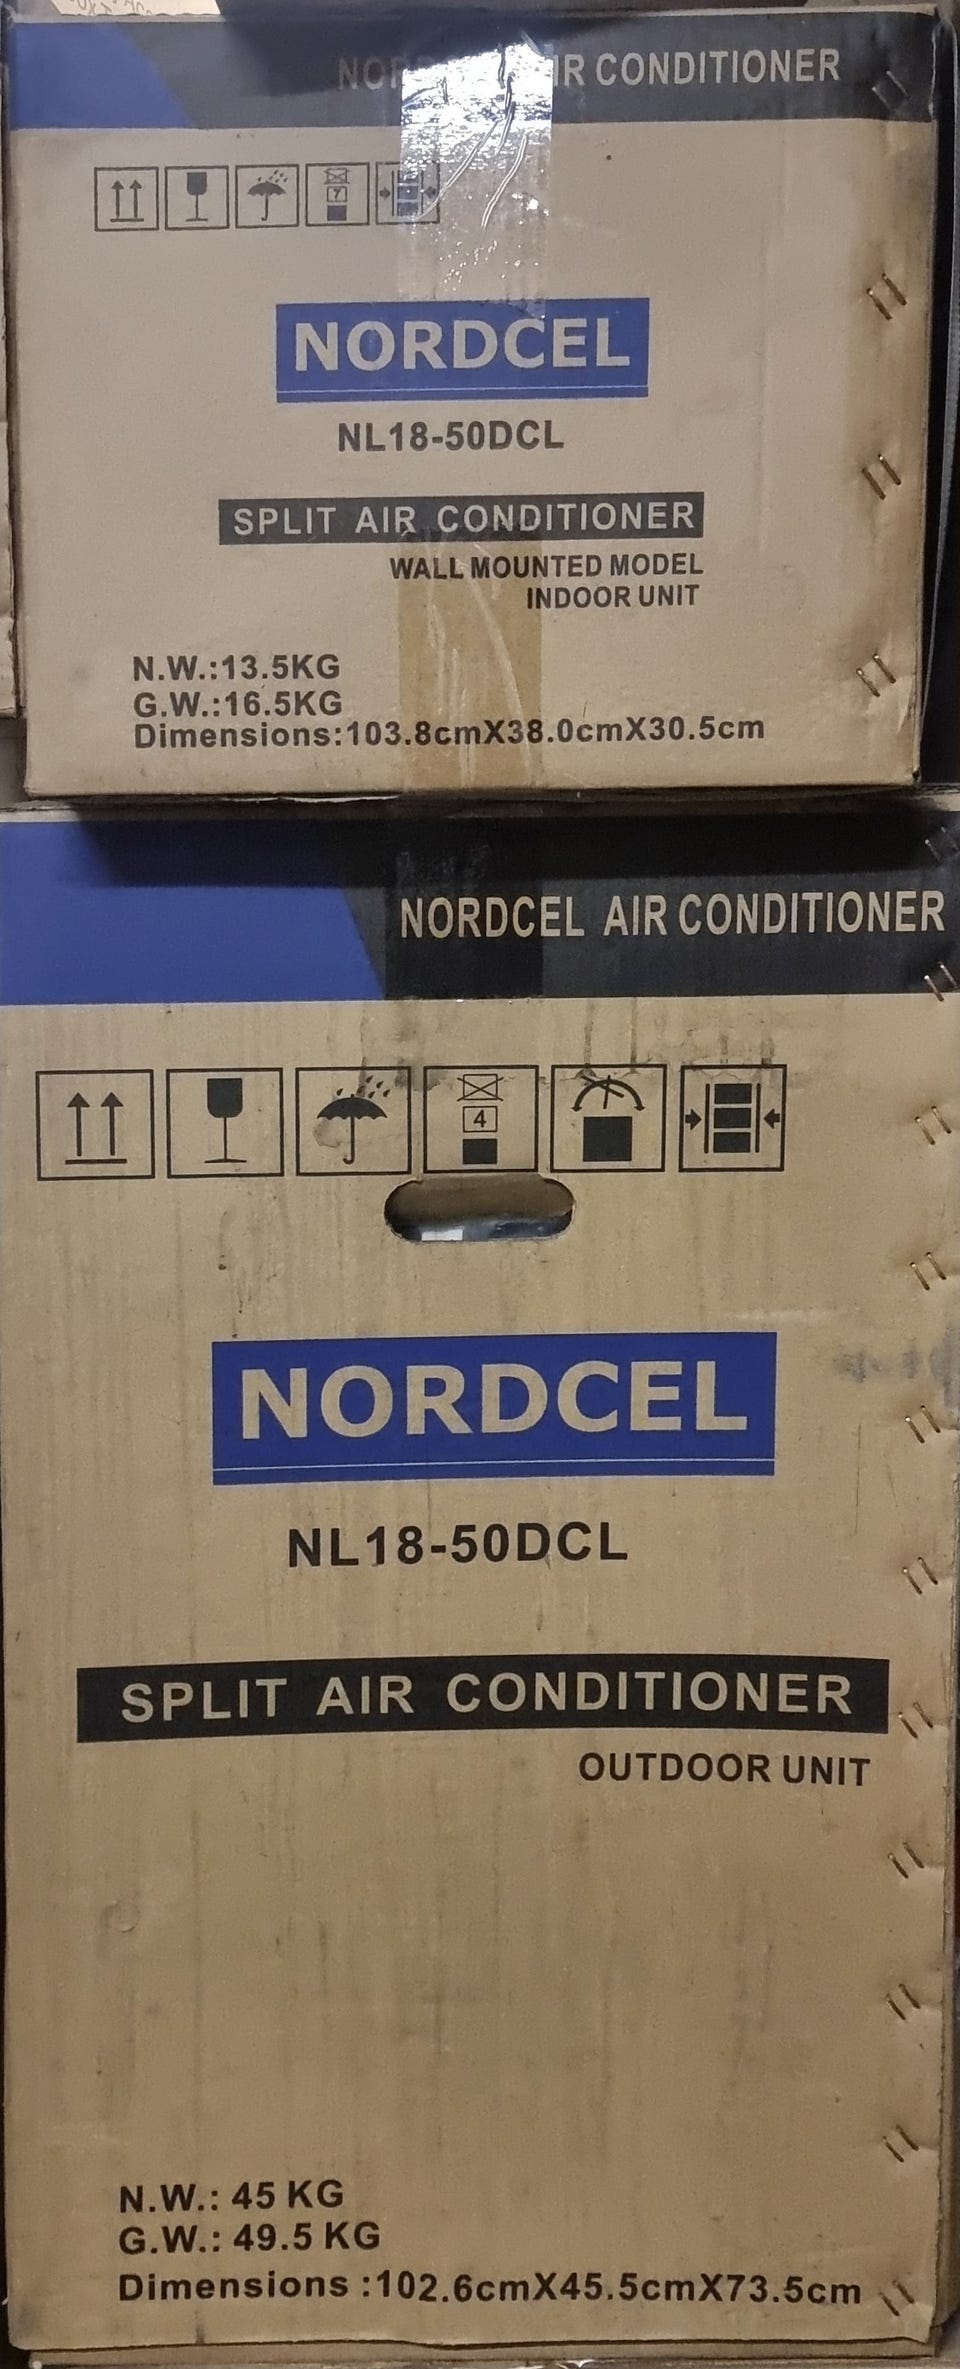 AIR CONDITIONER
7
NORDCEL
NL18-50DCL
SPLIT AIR CONDITIONER
WALL MOUNTED MODEL
INDOOR UNIT
N.W.:13.5KG
G.W.:16.5KG
Dimensions:103.8cmX38.0cmX30.5cm
NORDCEL AIR CONDITIONER
4
NORDCEL
NL18-50DCL
SPLIT AIR CONDITIONER
OUTDOOR UNIT
N.W.: 45 KG
G.W.: 49.5 KG
Dimensions :102.6cmX45.5cmX73.5cm